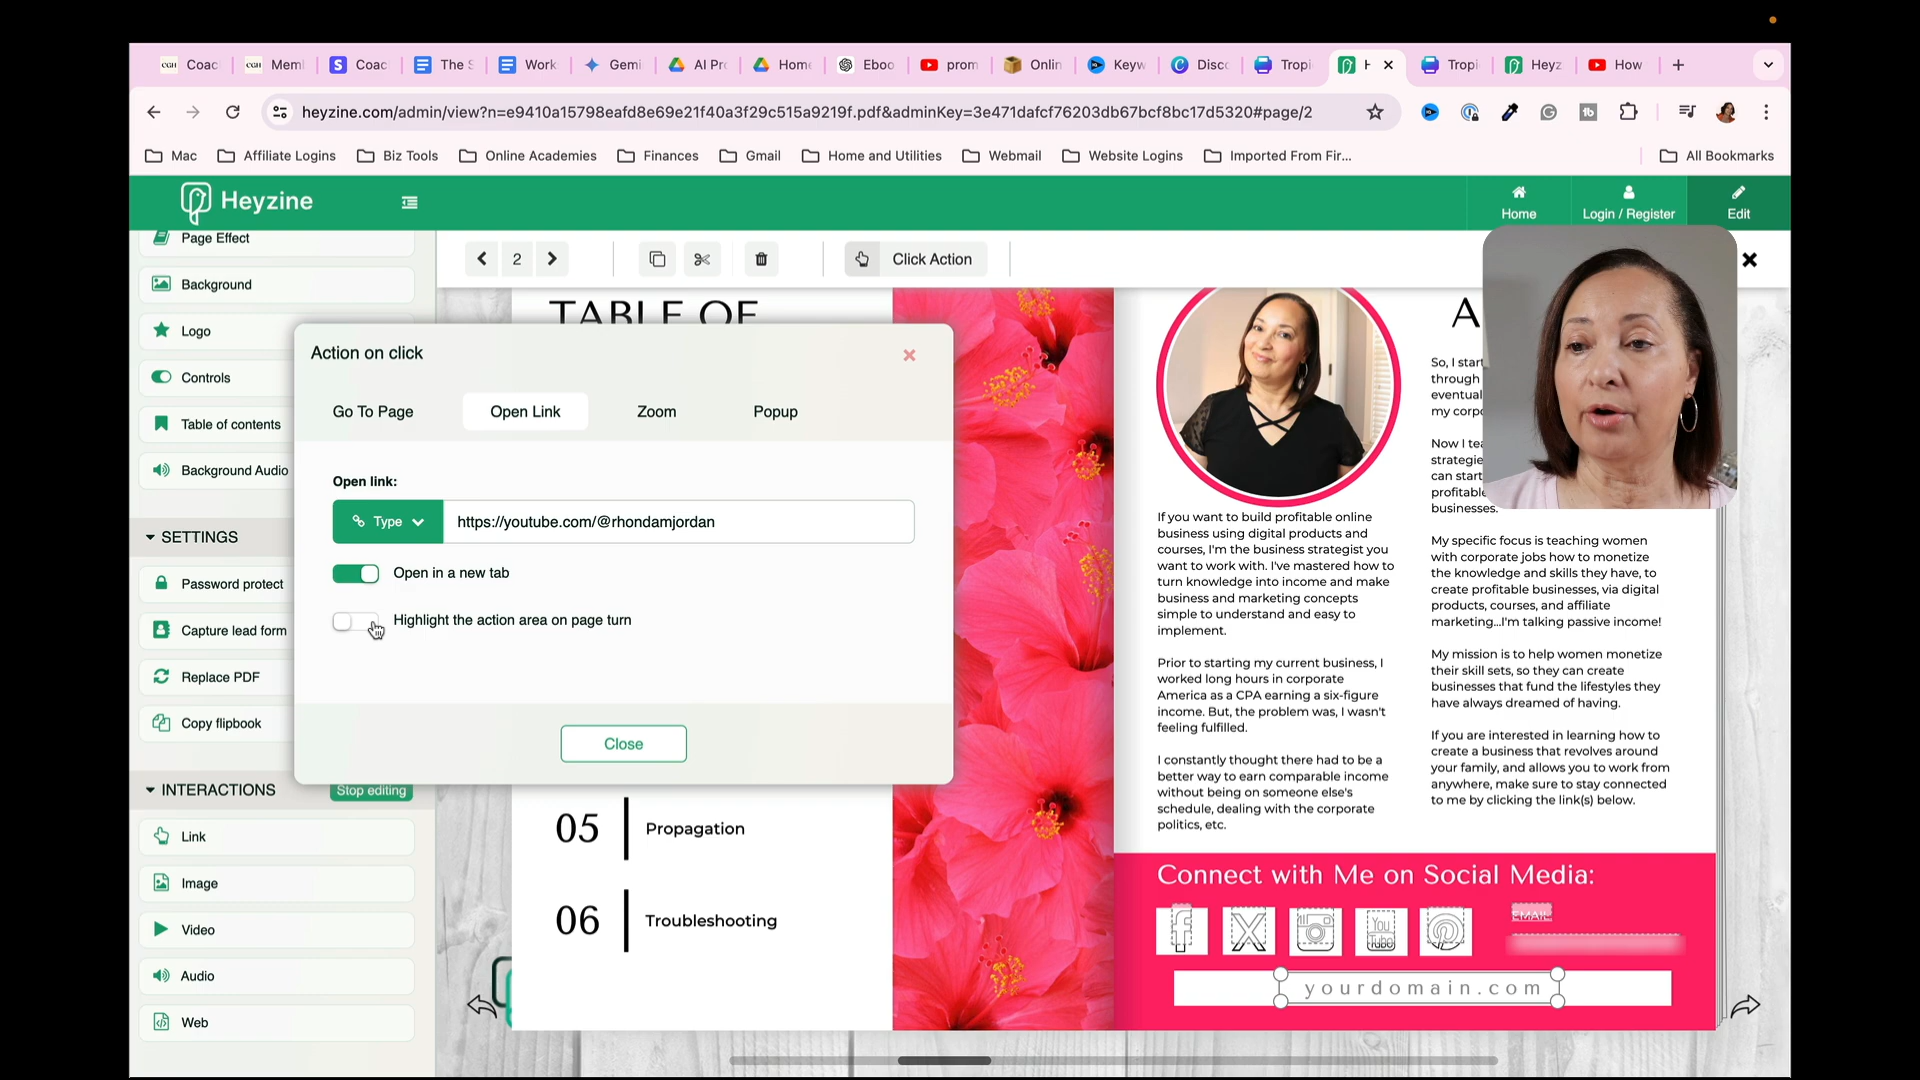 CGH Coac
CGH Mem
S Coac
The S
Work
Gemi
AI Pro
Home
Eboo
prom
Onlin
Keyw
C Disco
Tropi
H
Tropi
Heyz
How
heyzine.com/admin/view?n=e9410a15798eafd8e69e21f40a3f29c515a9219f.pdf&adminKey=3e471dafcf76203db67bcf8bc17d5320#page/2
Mac
Affiliate Logins
Biz Tools
Online Academies
Finances
Gmail
Home and Utilities
Webmail
Website Logins
Imported From Fir...
All Bookmarks
Heyzine
Home
Login / Register
Edit
Page Effect
Background
Logo
Controls
Table of contents
Background Audio
SETTINGS
Password protect
Capture lead form
Replace PDF
Copy flipbook
INTERACTIONS
Stop editing
Link
Image
Video
Audio
Web
2
Click Action
TABLE OF
Action on click
Go To Page
Open Link
Zoom
Popup
Open link:
Type
https://youtube.com/@rhondamjordan
Open in a new tab
Highlight the action area on page turn
Close
05
Propagation
06
Troubleshooting
If you want to build profitable online
business using digital products and
courses, I'm the business strategist you
want to work with. I've mastered how to
turn knowledge into income and make
business and marketing concepts
simple to understand and easy to
implement.
Prior to starting my current business, I
worked long hours in corporate
America as a CPA earning a six-figure
income. But, the problem was, I wasn't
feeling fulfilled.
I constantly thought there had to be a
better way to earn comparable income
without being on someone else's
schedule, dealing with the corporate
politics, etc.
A
So, I start
through
eventual
my corpo
Now I tea
strategie
can start
profitable
businesses.
My specific focus is teaching women
with corporate jobs how to monetize
the knowledge and skills they have, to
create profitable businesses, via digital
products, courses, and affiliate
marketing...I'm talking passive income!
My mission is to help women monetize
their skill sets, so they can create
businesses that fund the lifestyles they
have always dreamed of having.
If you are interested in learning how to
create a business that revolves around
your family, and allows you to work from
anywhere, make sure to stay connected
to me by clicking the link(s) below.
Connect with Me on Social Media:
f
X
You
Tube
EMAIL
yourdomain.com